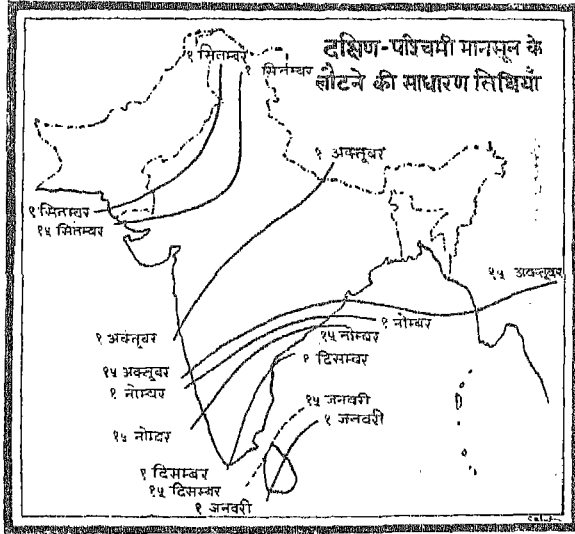 दक्षिण-पश्चिमी मानसून के
लौटने की साधारण तिथियाँ
१ सितम्बर
१ सितम्बर
१ अक्तूबर
१ सितम्बर
१५ सितम्बर
१५ अक्तूबर
१ अक्तूबर
१ नोम्बर
१५ नोम्बर
१ दिसम्बर
१५ अक्तूबर
१ नोम्बर
१५ जनवरी
१ जनवरी
१५ नोम्बर
१ दिसम्बर
१५ दिसम्बर
१ जनवरी